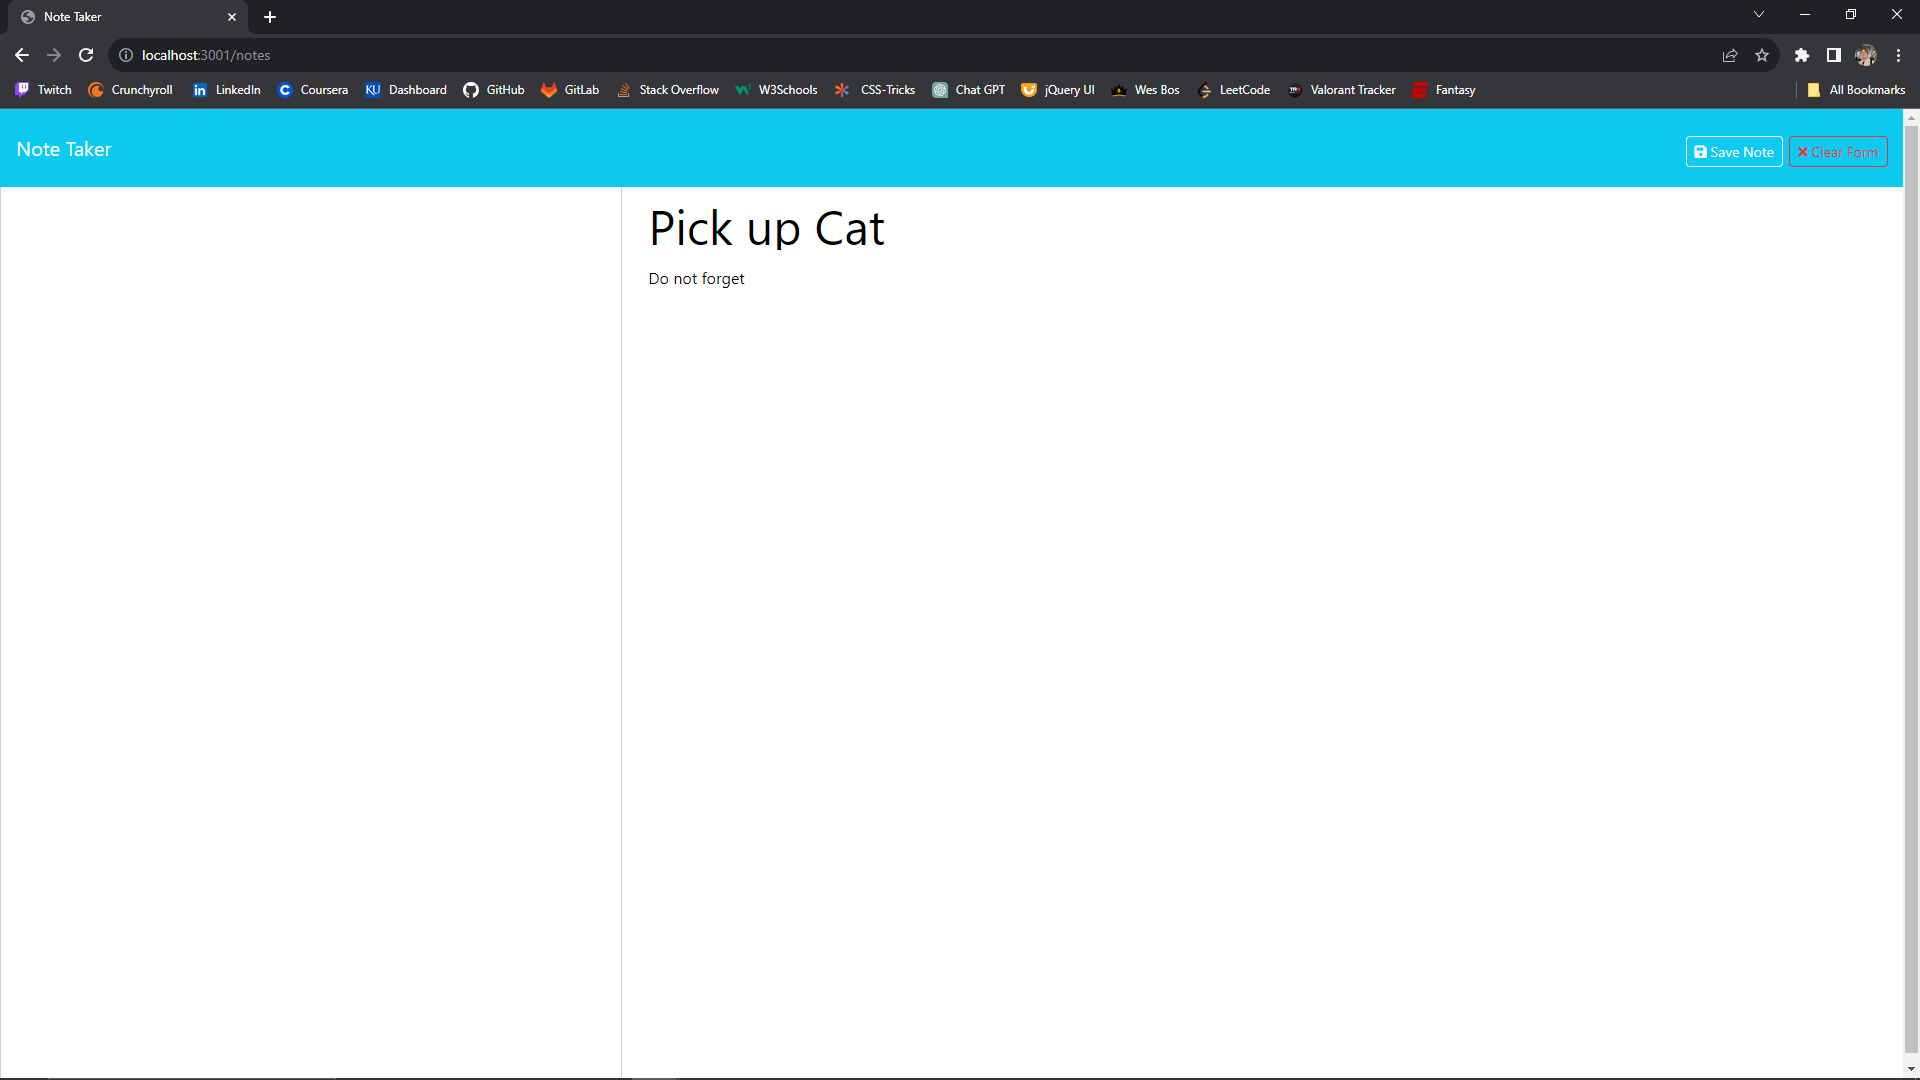 Note Taker
localhost:3001/notes
Twitch Crunchyroll LinkedIn Coursera KU Dashboard GitHub GitLab Stack Overflow W3Schools CSS-Tricks Chat GPT jQuery UI Wes Bos LeetCode Valorant Tracker Fantasy All Bookmarks
Note Taker Save Note Clear Form
Pick up Cat
Do not forget